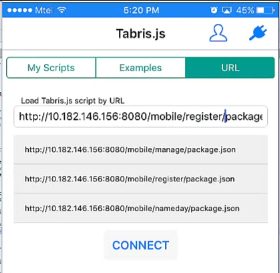 Mtel 5:20 PM 45%
Tabris.js
My Scripts Examples URL
Load Tabris.js script by URL
http://10.182.146.156:8080/mobile/register/package
http://10.182.146.156:8080/mobile/manage/package.json
http://10.182.146.156:8080/mobile/register/package.json
http://10.182.146.156:8080/mobile/nameday/package.json
CONNECT